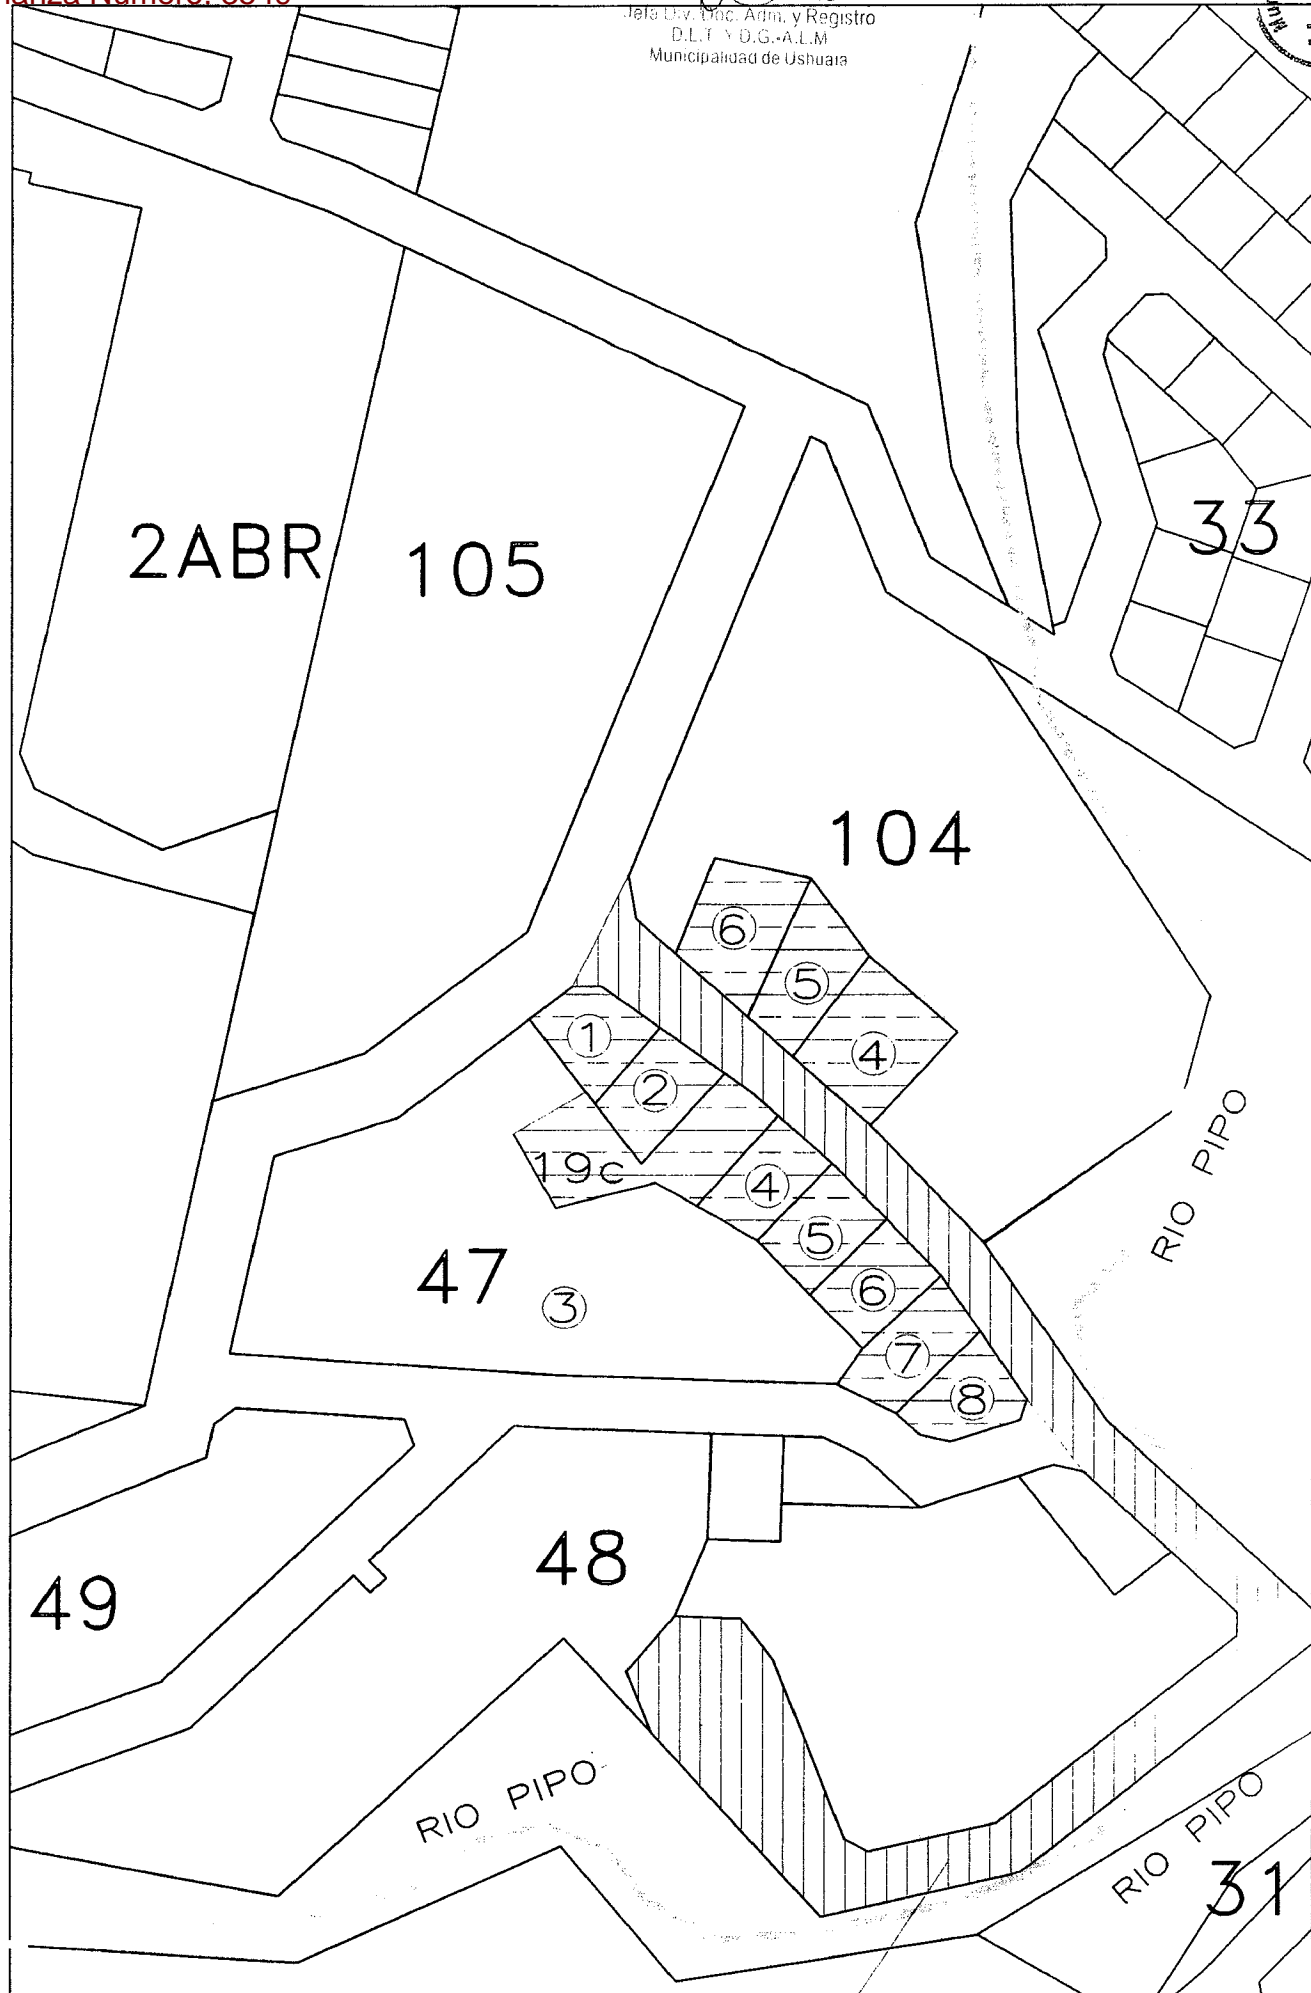 Jefa Div. Doc. Adm. y Registro
D.L.T. Y D.G.-A.L.M
Municipalidad de Ushuaia
33
2ABR
105
104
6
5
4
1
2
19c
4
5
6
7
8
47
3
RIO PIPO
48
49
RIO PIPO
RIO PIPO
31